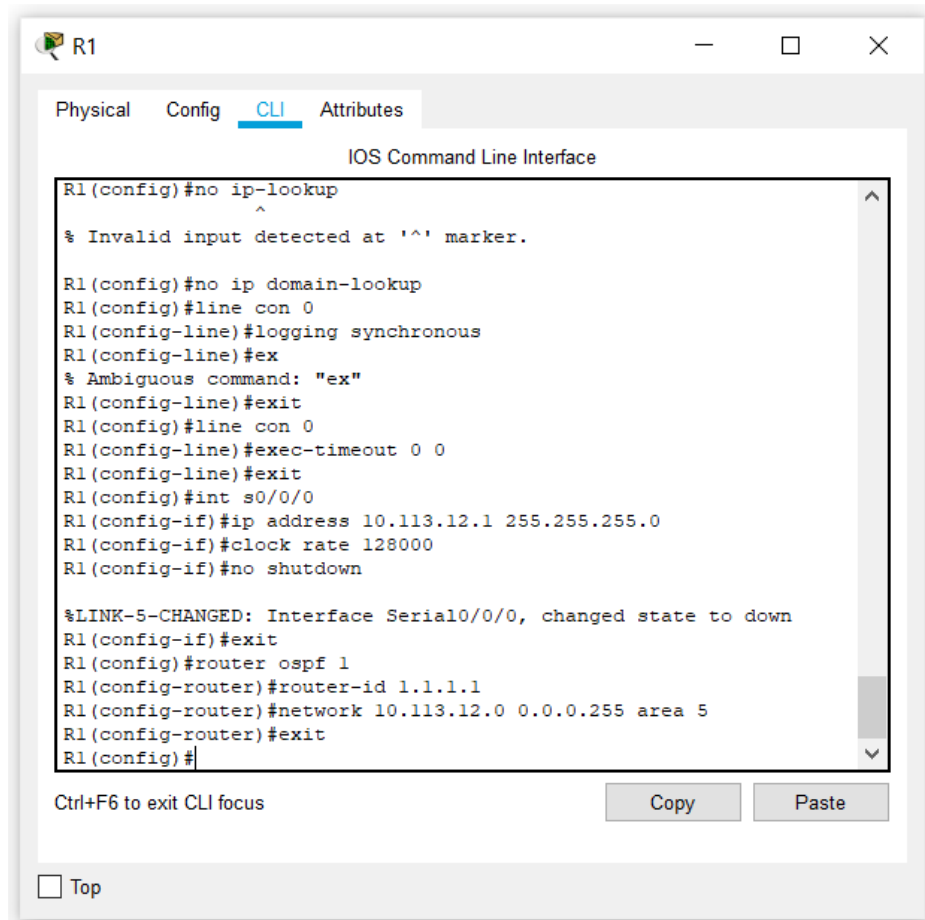 R1
Physical Config CLI Attributes
IOS Command Line Interface
R1(config)#no ip-lookup
^
% Invalid input detected at '^' marker.
R1(config)#no ip domain-lookup
R1(config)#line con 0
R1(config-line)#logging synchronous
R1(config-line)#ex
% Ambiguous command: "ex"
R1(config-line)#exit
R1(config)#line con 0
R1(config-line)#exec-timeout 0 0
R1(config-line)#exit
R1(config)#int s0/0/0
R1(config-if)#ip address 10.113.12.1 255.255.255.0
R1(config-if)#clock rate 128000
R1(config-if)#no shutdown
%LINK-5-CHANGED: Interface Serial0/0/0, changed state to down
R1(config-if)#exit
R1(config)#router ospf 1
R1(config-router)#router-id 1.1.1.1
R1(config-router)#network 10.113.12.0 0.0.0.255 area 5
R1(config-router)#exit
R1(config)#
Ctrl+F6 to exit CLI focus
Copy Paste
Top